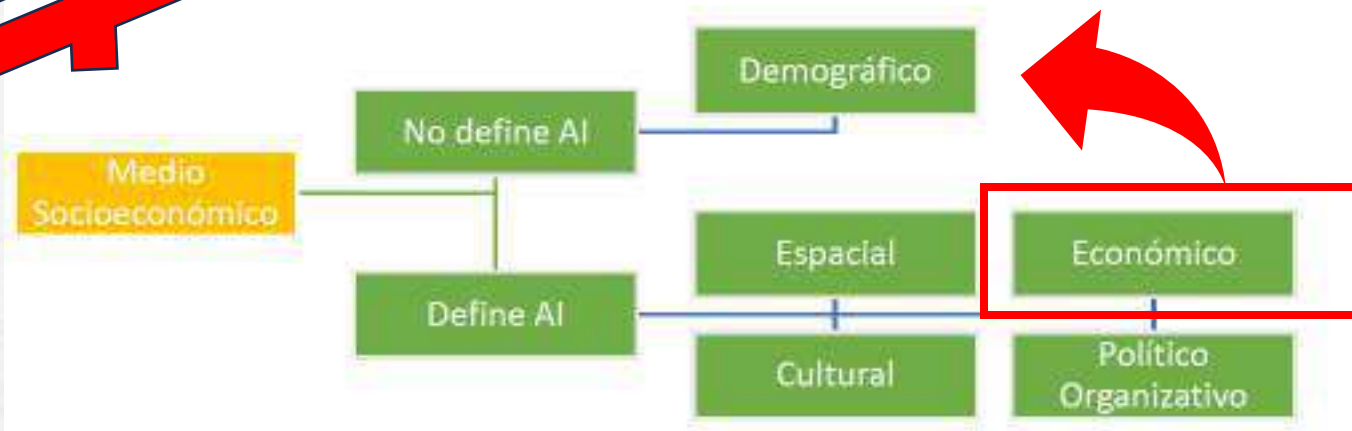 Demográfico
No define AI
Medio
Socioeconómico
Espacial
Económico
Define AI
Cultural
Político
Organizativo